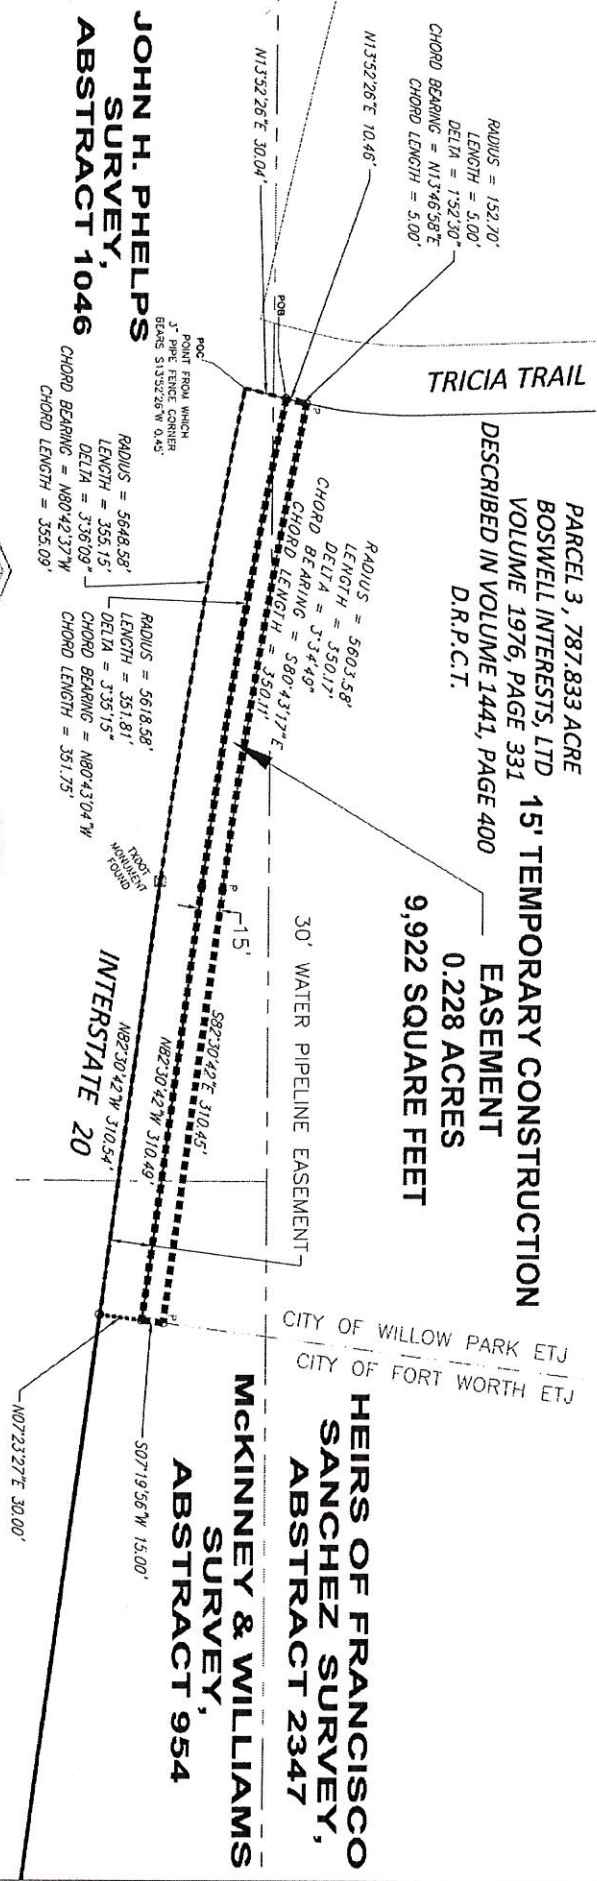 RADIUS = 152.70'
LENGTH = 5.00'
DELTA = 1°52'30"
CHORD BEARING = N13°46'58"E
CHORD LENGTH = 5.00'
N13°52'26"E 10.46'
N13°52'26"E 30.04'
JOHN H. PHELPS
SURVEY,
ABSTRACT 1046
POB
POC
POINT FROM WHICH
3" PIPE FENCE CORNER
BEARS S13°52'26"W 0.45'
TRICIA TRAIL
PARCEL 3, 787.833 ACRE
BOSWELL INTERESTS, LTD
VOLUME 1976, PAGE 331
DESCRIBED IN VOLUME 1441, PAGE 400
D.R.P.C.T.
15' TEMPORARY CONSTRUCTION
EASEMENT
0.228 ACRES
9,922 SQUARE FEET
RADIUS = 5603.58'
LENGTH = 350.17'
CHORD DELTA = 3°34'49"
CHORD BEARING = S80°43'17"E
CHORD LENGTH = 350.11'
RADIUS = 5648.58'
LENGTH = 355.15'
DELTA = 3°36'09"
CHORD BEARING = N80°42'37"W
CHORD LENGTH = 355.09'
RADIUS = 5618.58'
LENGTH = 351.81'
DELTA = 3°35'15"
CHORD BEARING = N80°43'04"W
CHORD LENGTH = 351.75'
TXDOT
MONUMENT
FOUND
P
P
P
15'
30' WATER PIPELINE EASEMENT
S82°30'42"E 310.45'
N82°30'42"W 310.49'
N82°30'42"W 310.54'
INTERSTATE 20
CITY OF WILLOW PARK ETJ
CITY OF FORT WORTH ETJ
HEIRS OF FRANCISCO
SANCHEZ SURVEY,
ABSTRACT 2347
McKINNEY & WILLIAMS
SURVEY,
ABSTRACT 954
S07°19'56"W 15.00'
N07°23'27"E 30.00'